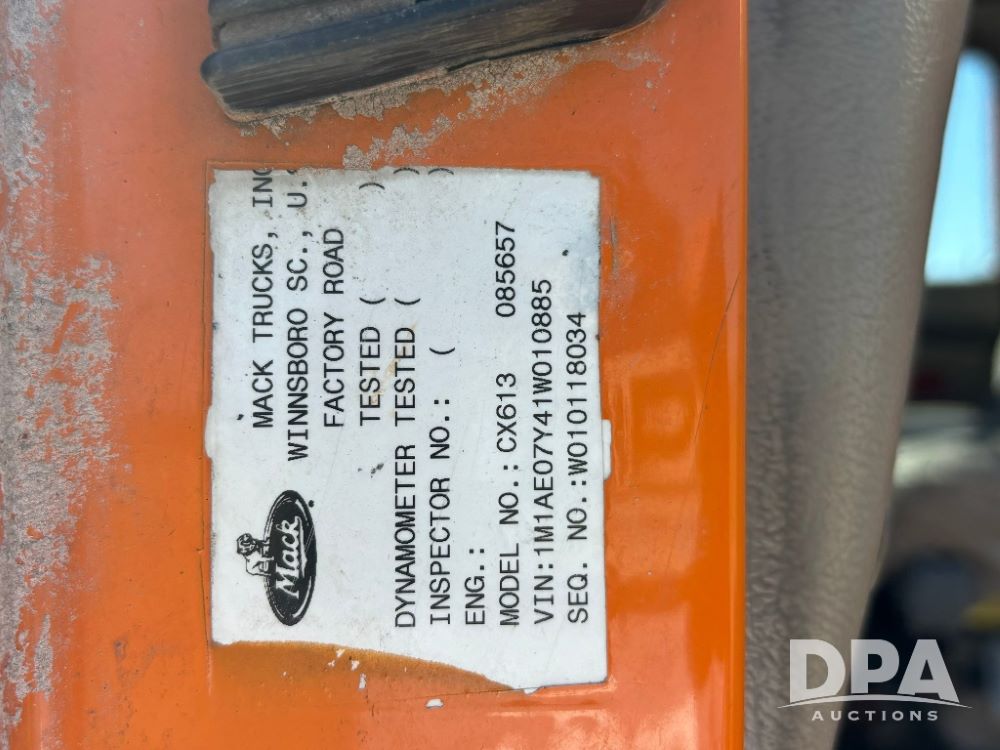 Mack
MACK TRUCKS, INC
WINNSBORO SC., U.
FACTORY ROAD
TESTED ( )
DYNAMOMETER TESTED ( )
INSPECTOR NO.: ( )
ENG.:
MODEL NO.: CX613 085657
VIN:1M1AE07Y41W010885
SEQ. NO.:W010118034
DPA
AUCTIONS